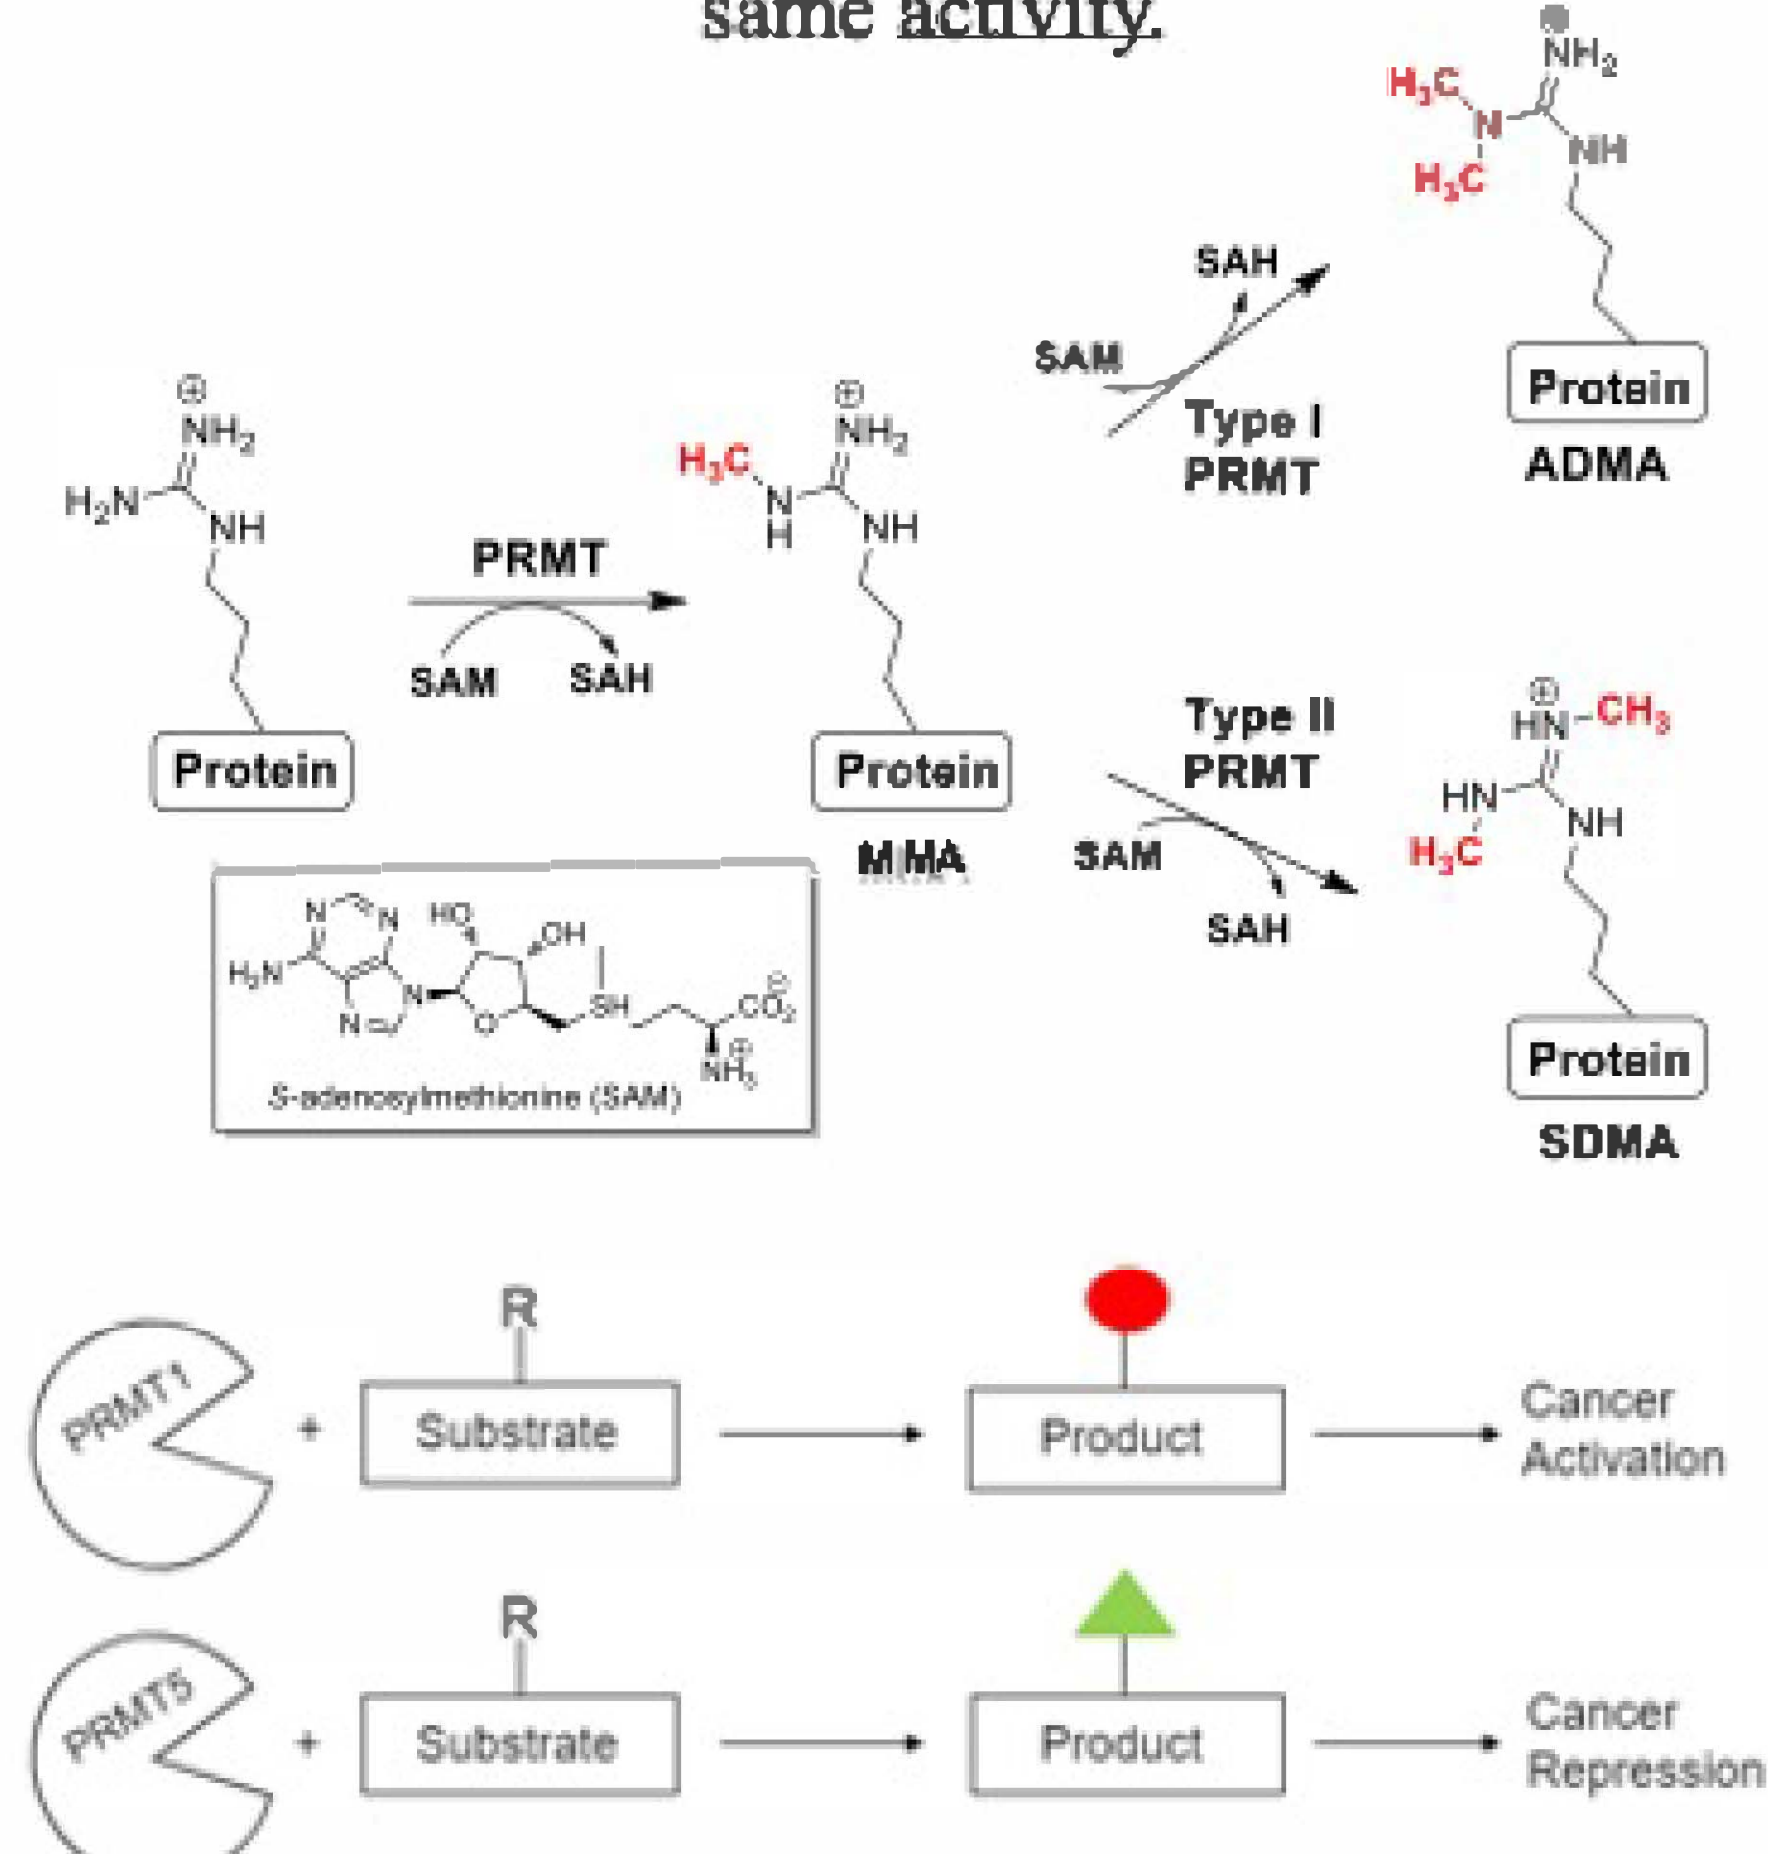 same activity.
⊕
NH₂
H₃C
N
NH
H₃C
SAH
SAM
Type I
PRMT
Protein
ADMA
⊕
NH₂
H₂N
NH
PRMT
SAM SAH
Protein
⊕
NH₂
H₃C
N
H
NH
Protein
MMA
Type II
PRMT
SAM
SAH
⊕
HN-CH₃
HN
NH
H₃C
Protein
SDMA
N N HO
OH
H₂N
N
SH
CO₂⊖
N O
⊕
NH₃
S-adenosylmethionine (SAM)
R
PRMT1 + Substrate Product Cancer
Activation
R
PRMT5 + Substrate Product Cancer
Repression